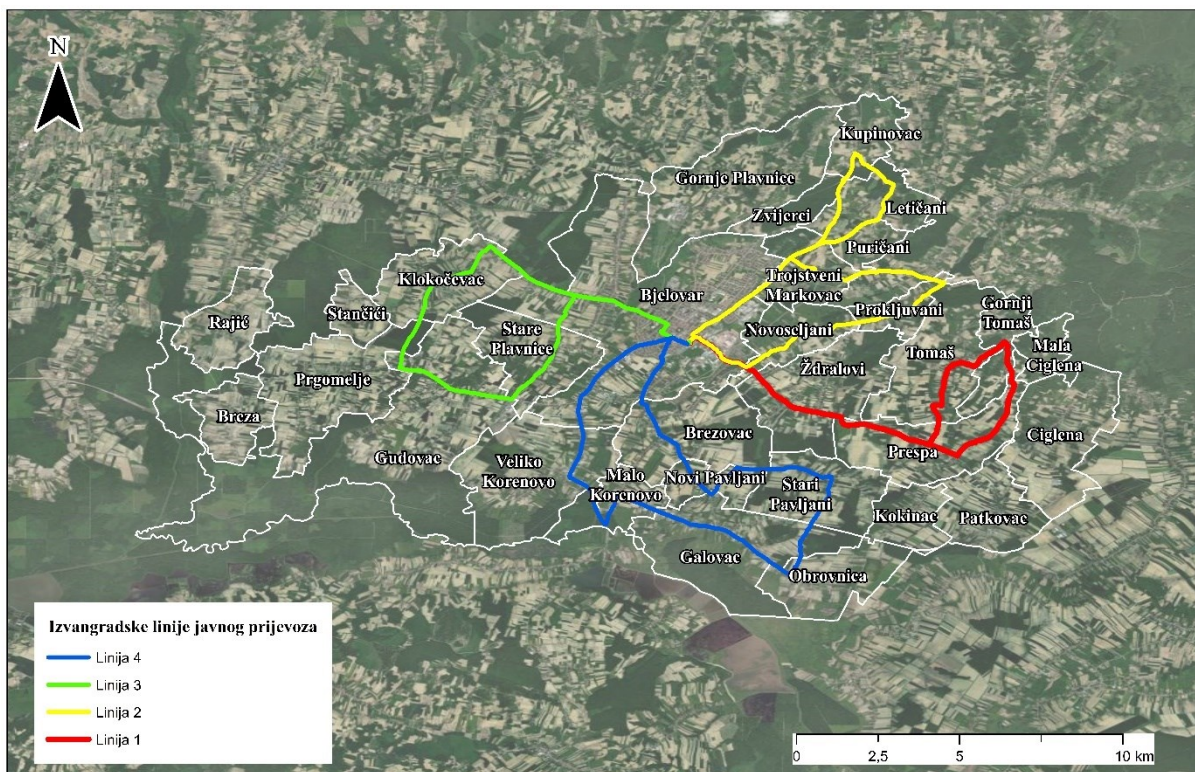 N
Kupinovac
Gornje Plavnice
Letičani
Zvijerci
Puričani
Trojstveni
Markovac
Klokočevac
Bjelovar
Prokljuvani
Gornji
Tomaš
Rajić
Stančići
Stare
Plavnice
Novoseljani
Tomaš
Mala
Ciglena
Prgomelje
Ždralovi
Breza
Brezovac
Ciglena
Gudovac
Prespa
Veliko
Korenovo
Malo
Korenovo
Novi Pavljani
Stari
Pavljani
Kokinac
Patkovac
Galovac
Obrovnica
Izvangradske linije javnog prijevoza
Linija 4
Linija 3
Linija 2
Linija 1
0 2,5 5 10 km